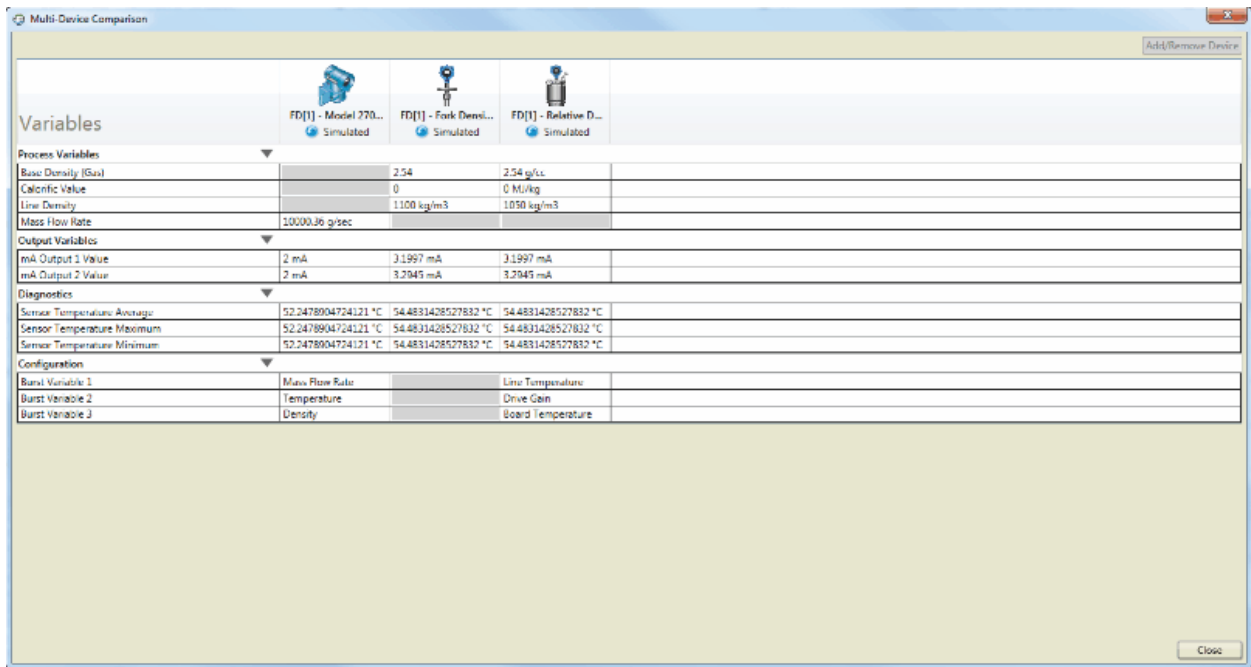 Multi-Device Comparison
Add/Remove Device
Variables
FD[1] - Model 270... FD[1] - Fork Densi... FD[1] - Relative D...
Simulated Simulated Simulated
Process Variables
Base Density (Gas) 2.54 2.54 g/cc
Calorific Value 0 0 MJ/kg
Line Density 1100 kg/m3 1050 kg/m3
Mass Flow Rate 10000.36 g/sec
Output Variables
mA Output 1 Value 2 mA 3.1997 mA 3.1997 mA
mA Output 2 Value 2 mA 3.2945 mA 3.2945 mA
Diagnostics
Sensor Temperature Average 52.2478904724121 °C 54.4831428527832 °C 54.4831428527832 °C
Sensor Temperature Maximum 52.2478904724121 °C 54.4831428527832 °C 54.4831428527832 °C
Sensor Temperature Minimum 52.2478904724121 °C 54.4831428527832 °C 54.4831428527832 °C
Configuration
Burst Variable 1 Mass Flow Rate Line Temperature
Burst Variable 2 Temperature Drive Gain
Burst Variable 3 Density Board Temperature
Close